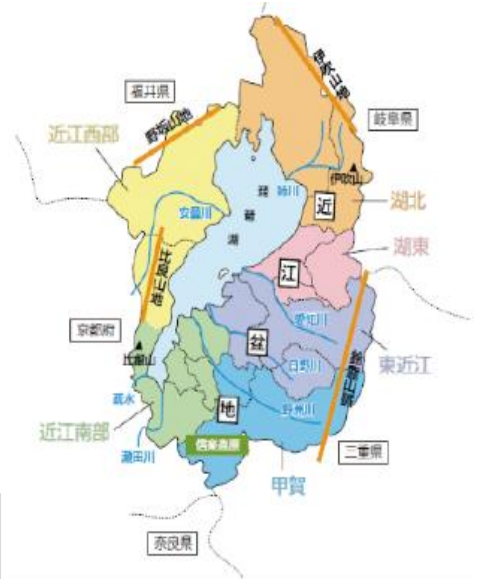 伊吹山地
福井県
野坂山地
岐阜県
近江西部
伊吹山
琵琶湖
姉川
近
湖北
安曇川
湖東
比良山地
江
愛知川
京都府
盆
東近江
比叡山
日野川
鈴鹿山脈
疏水
地
野洲川
近江南部
信楽高原
三重県
瀬田川
甲賀
奈良県